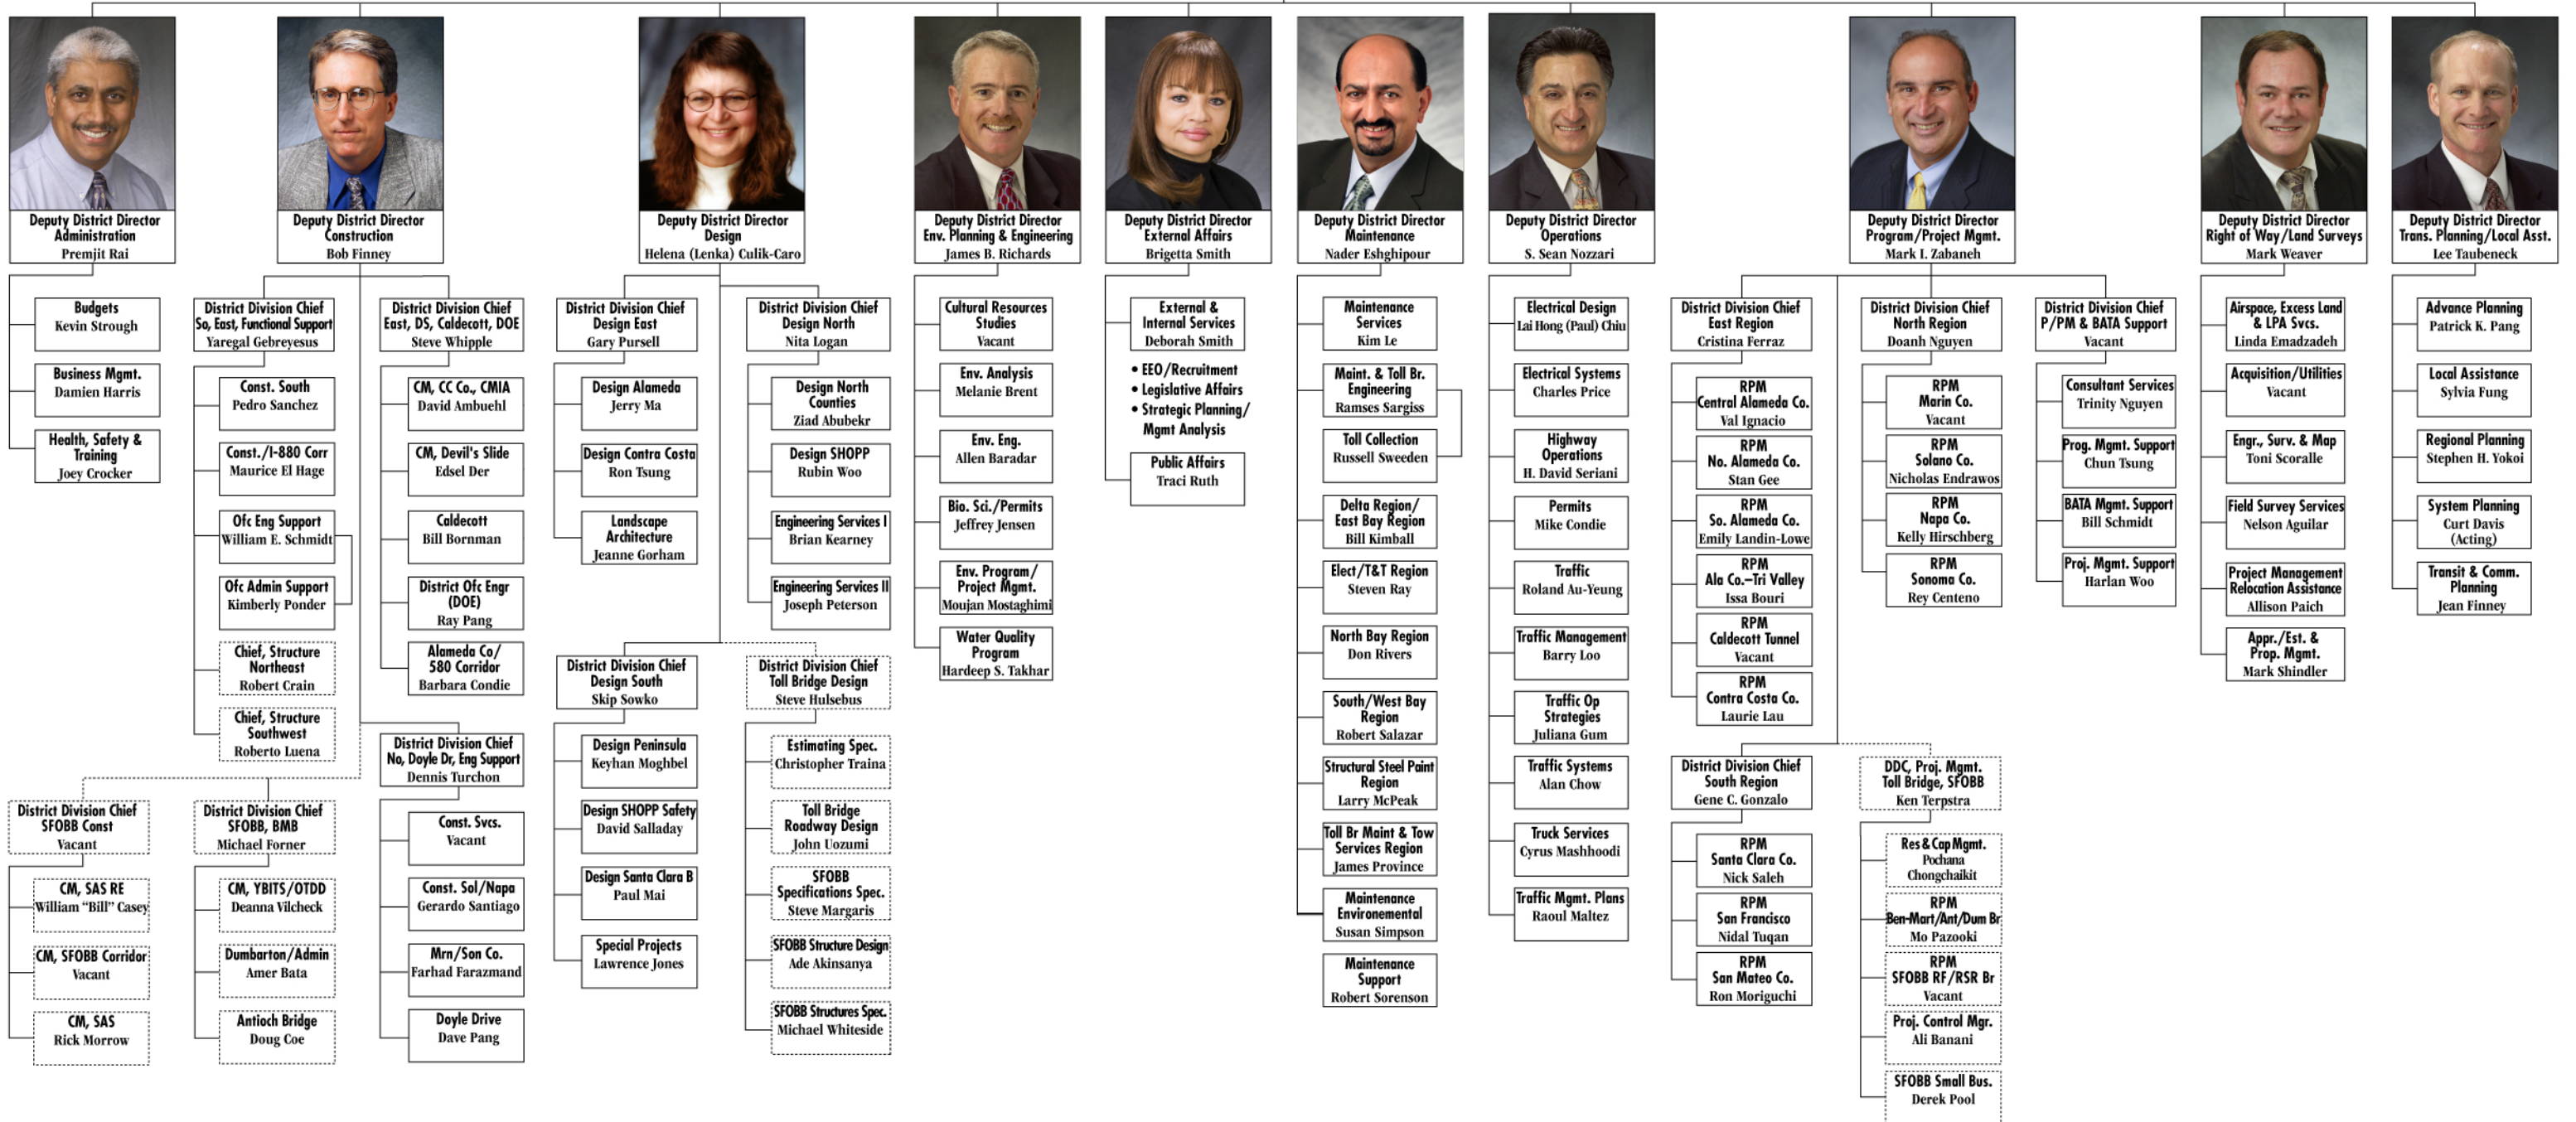 Deputy District Director
Administration
Premjit Rai
Budgets
Kevin Strough
Business Mgmt.
Damien Harris
Health, Safety &
Training
Joey Crocker
Deputy District Director
Construction
Bob Finney
District Division Chief
So, East, Functional Support
Yaregal Gebreyesus
Const. South
Pedro Sanchez
Const./I-880 Corr
Maurice El Hage
Ofc Eng Support
William E. Schmidt
Ofc Admin Support
Kimberly Ponder
Chief, Structure
Northeast
Robert Crain
Chief, Structure
Southwest
Roberto Luena
District Division Chief
East, DS, Caldecott, DOE
Steve Whipple
CM, CC Co., CMIA
David Ambuehl
CM, Devil's Slide
Edsel Der
Caldecott
Bill Bornman
District Ofc Engr
(DOE)
Ray Pang
Alameda Co/
580 Corridor
Barbara Condie
District Division Chief
No, Doyle Dr, Eng Support
Dennis Turchon
Const. Svcs.
Vacant
Const. Sol/Napa
Gerardo Santiago
Mrn/Son Co.
Farhad Farazmand
Doyle Drive
Dave Pang
District Division Chief
SFOBB Const
Vacant
CM, SAS RE
William “Bill” Casey
CM, SFOBB Corridor
Vacant
CM, SAS
Rick Morrow
District Division Chief
SFOBB, BMB
Michael Forner
CM, YBITS/OTDD
Deanna Vilcheck
Dumbarton/Admin
Amer Bata
Antioch Bridge
Doug Coe
Deputy District Director
Design
Helena (Lenka) Culik-Caro
District Division Chief
Design East
Gary Pursell
Design Alameda
Jerry Ma
Design Contra Costa
Ron Tsung
Landscape
Architecture
Jeanne Gorham
District Division Chief
Design North
Nita Logan
Design North
Counties
Ziad Abubekr
Design SHOPP
Rubin Woo
Engineering Services I
Brian Kearney
Engineering Services II
Joseph Peterson
District Division Chief
Design South
Skip Sowko
Design Peninsula
Keyhan Moghbel
Design SHOPP Safety
David Salladay
Design Santa Clara B
Paul Mai
Special Projects
Lawrence Jones
District Division Chief
Toll Bridge Design
Steve Hulsebus
Estimating Spec.
Christopher Traina
Toll Bridge
Roadway Design
John Uozumi
SFOBB
Specifications Spec.
Steve Margaris
SFOBB Structure Design
Ade Akinsanya
SFOBB Structures Spec.
Michael Whiteside
Deputy District Director
Env. Planning & Engineering
James B. Richards
Cultural Resources
Studies
Vacant
Env. Analysis
Melanie Brent
Env. Eng.
Allen Baradar
Bio. Sci./Permits
Jeffrey Jensen
Env. Program/
Project Mgmt.
Moujan Mostaghimi
Water Quality
Program
Hardeep S. Takhar
Deputy District Director
External Affairs
Brigetta Smith
External &
Internal Services
Deborah Smith
• EEO/Recruitment
• Legislative Affairs
• Strategic Planning/
Mgmt Analysis
Public Affairs
Traci Ruth
Deputy District Director
Maintenance
Nader Eshghipour
Maintenance
Services
Kim Le
Maint. & Toll Br.
Engineering
Ramses Sargiss
Toll Collection
Russell Sweeden
Delta Region/
East Bay Region
Bill Kimball
Elect/T&T Region
Steven Ray
North Bay Region
Don Rivers
South/West Bay
Region
Robert Salazar
Structural Steel Paint
Region
Larry McPeak
Toll Br Maint & Tow
Services Region
James Province
Maintenance
Environemental
Susan Simpson
Maintenance
Support
Robert Sorenson
Deputy District Director
Operations
S. Sean Nozzari
Electrical Design
Lai Hong (Paul) Chiu
Electrical Systems
Charles Price
Highway
Operations
H. David Seriani
Permits
Mike Condie
Traffic
Roland Au-Yeung
Traffic Management
Barry Loo
Traffic Op
Strategies
Juliana Gum
Traffic Systems
Alan Chow
Truck Services
Cyrus Mashhoodi
Traffic Mgmt. Plans
Raoul Maltez
Deputy District Director
Program/Project Mgmt.
Mark I. Zabaneh
District Division Chief
East Region
Cristina Ferraz
RPM
Central Alameda Co.
Val Ignacio
RPM
No. Alameda Co.
Stan Gee
RPM
So. Alameda Co.
Emily Landin-Lowe
RPM
Ala Co.–Tri Valley
Issa Bouri
RPM
Caldecott Tunnel
Vacant
RPM
Contra Costa Co.
Laurie Lau
District Division Chief
North Region
Doanh Nguyen
RPM
Marin Co.
Vacant
RPM
Solano Co.
Nicholas Endrawos
RPM
Napa Co.
Kelly Hirschberg
RPM
Sonoma Co.
Rey Centeno
District Division Chief
P/PM & BATA Support
Vacant
Consultant Services
Trinity Nguyen
Prog. Mgmt. Support
Chun Tsung
BATA Mgmt. Support
Bill Schmidt
Proj. Mgmt. Support
Harlan Woo
District Division Chief
South Region
Gene C. Gonzalo
RPM
Santa Clara Co.
Nick Saleh
RPM
San Francisco
Nidal Tuqan
RPM
San Mateo Co.
Ron Moriguchi
DDC, Proj. Mgmt.
Toll Bridge, SFOBB
Ken Terpstra
Res & Cap Mgmt.
Pochana
Chongchaikit
RPM
Ben-Mart/Ant/Dum Br
Mo Pazooki
RPM
SFOBB RF/RSR Br
Vacant
Proj. Control Mgr.
Ali Banani
SFOBB Small Bus.
Derek Pool
Deputy District Director
Right of Way/Land Surveys
Mark Weaver
Airspace, Excess Land
& LPA Svcs.
Linda Emadzadeh
Acquisition/Utilities
Vacant
Engr., Surv. & Map
Toni Scoralle
Field Survey Services
Nelson Aguilar
Project Management
Relocation Assistance
Allison Paich
Appr./Est. &
Prop. Mgmt.
Mark Shindler
Deputy District Director
Trans. Planning/Local Asst.
Lee Taubeneck
Advance Planning
Patrick K. Pang
Local Assistance
Sylvia Fung
Regional Planning
Stephen H. Yokoi
System Planning
Curt Davis
(Acting)
Transit & Comm.
Planning
Jean Finney